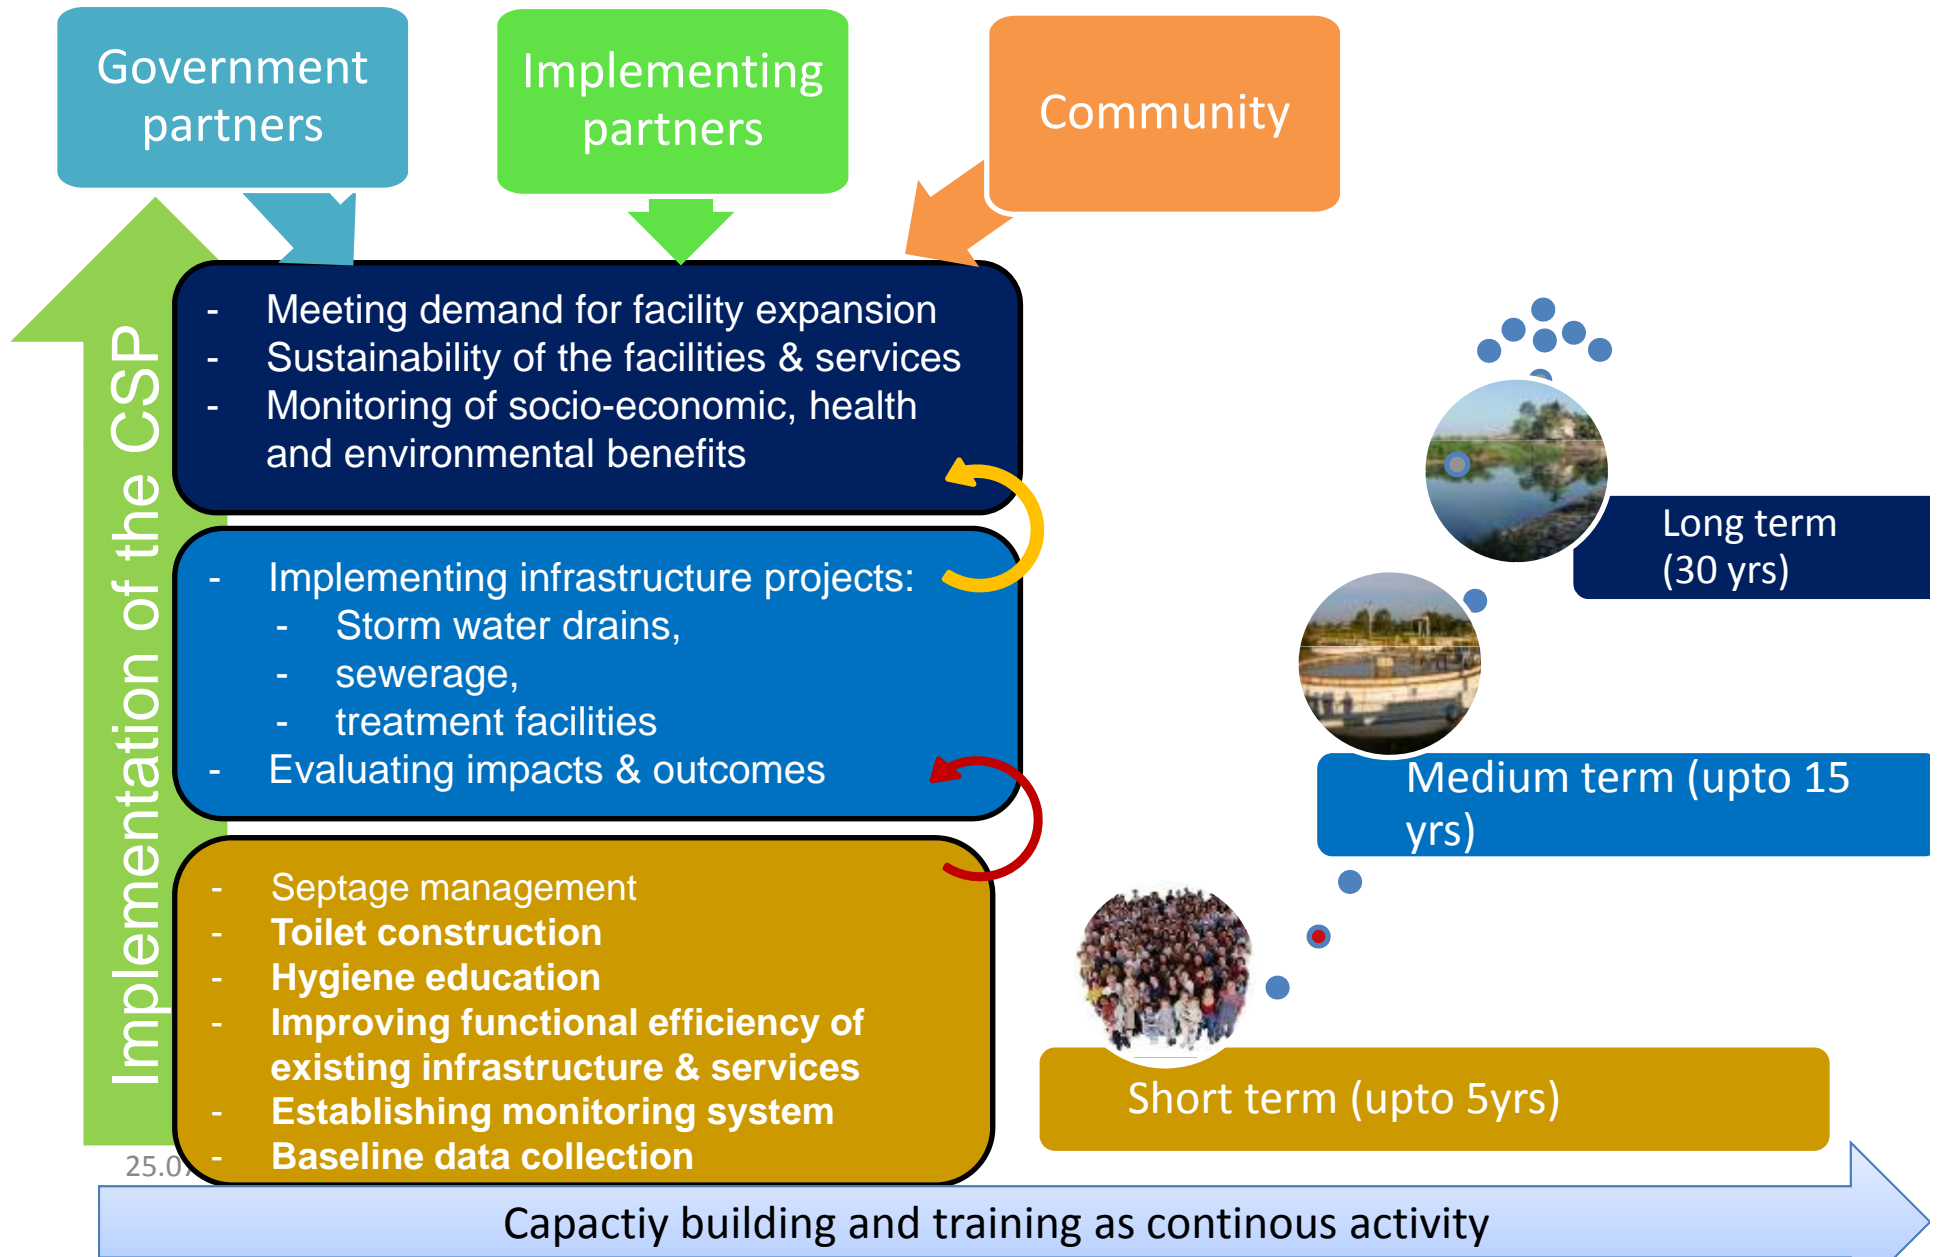 Government
partners
Implementing
partners
Community
Implementation of the CSP
- Meeting demand for facility expansion
- Sustainability of the facilities & services
- Monitoring of socio-economic, health
and environmental benefits
- Implementing infrastructure projects:
- Storm water drains,
- sewerage,
- treatment facilities
- Evaluating impacts & outcomes
- Septage management
- Toilet construction
- Hygiene education
- Improving functional efficiency of
existing infrastructure & services
- Establishing monitoring system
- Baseline data collection
Long term
(30 yrs)
Medium term (upto 15
yrs)
Short term (upto 5yrs)
25.07
Capactiy building and training as continous activity